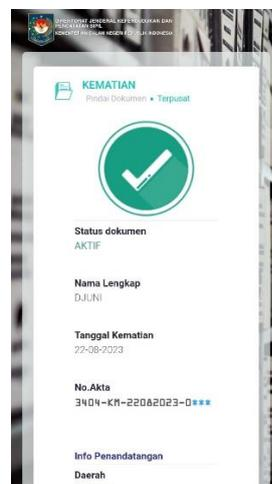 DIREKTORAT JENDERAL KEPENDUDUKAN DAN
PENCATATAN SIPIL
KEMENTERIAN DALAM NEGERI REPUBLIK INDONESIA
KEMATIAN
Pindai Dokumen • Terpusat
Status dokumen
AKTIF
Nama Lengkap
DJUNI
Tanggal Kematian
22-08-2023
No.Akta
3404-KM-22082023-0***
Info Penandatangan
Daerah